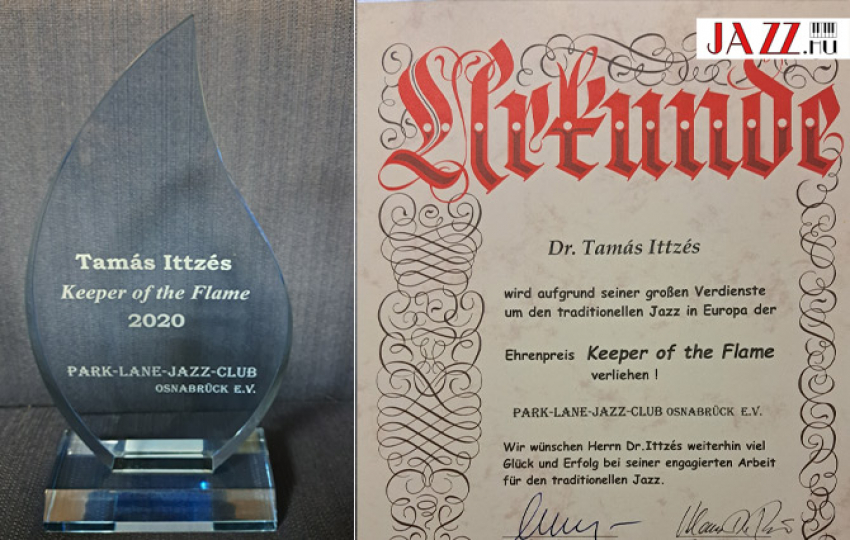 Tamás Ittzés
Keeper of the Flame
2020
PARK-LANE-JAZZ-CLUB
OSNABRÜCK E.V.
JAZZ.HU
Urkunde
Dr. Tamás Ittzés
wird aufgrund seiner großen Verdienste
um den traditionellen Jazz in Europa der
Ehrenpreis Keeper of the Flame
verliehen !
PARK-LANE-JAZZ-CLUB OSNABRÜCK E.V.
Wir wünschen Herrn Dr.Ittzés weiterhin viel
Glück und Erfolg bei seiner engagierten Arbeit
für den traditionellen Jazz.